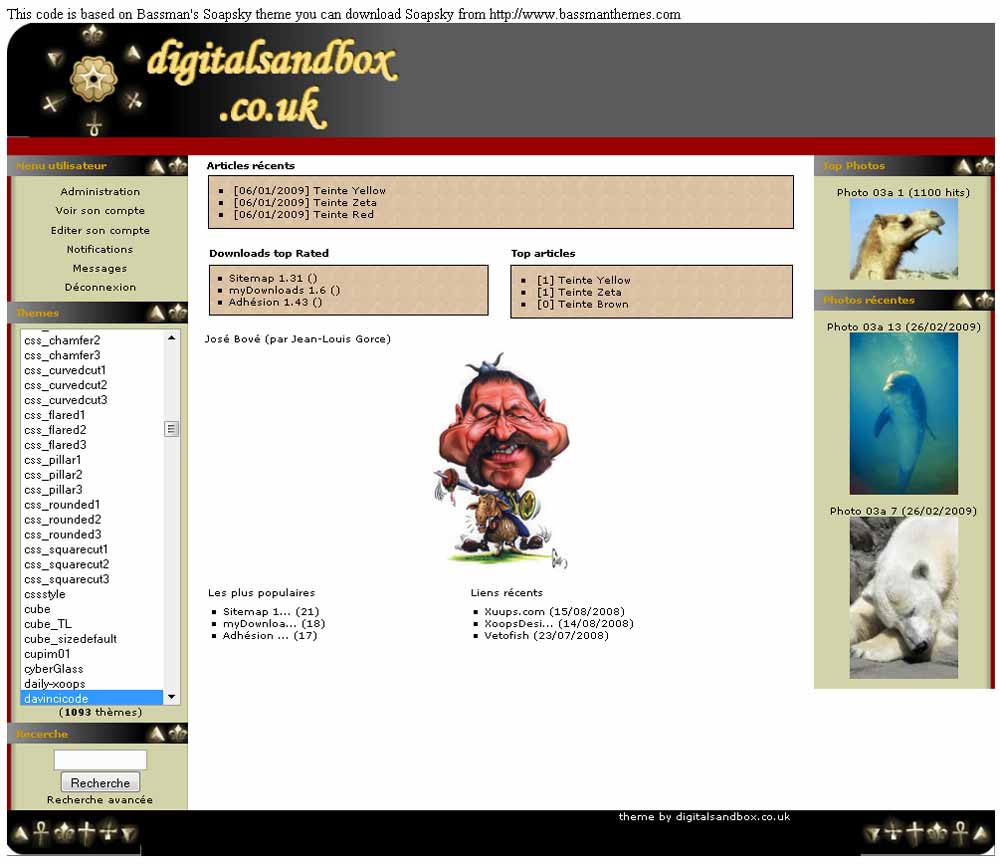 This code is based on Bassman's Soapsky theme you can download Soapsky from http://www.bassmanthemes.com
digitalsandbox
.co.uk
Menu utilisateur
Administration
Voir son compte
Editer son compte
Notifications
Messages
Déconnexion
Themes
css_chamfer2
css_chamfer3
css_curvedcut1
css_curvedcut2
css_curvedcut3
css_flared1
css_flared2
css_flared3
css_pillar1
css_pillar2
css_pillar3
css_rounded1
css_rounded2
css_rounded3
css_squarecut1
css_squarecut2
css_squarecut3
cssstyle
cube
cube_TL
cube_sizedefault
cupim01
cyberGlass
daily-xoops
davincicode
(1093 thèmes)
Recerche
Recherche
Recherche avancée
Articles récents
[06/01/2009] Teinte Yellow
[06/01/2009] Teinte Zeta
[06/01/2009] Teinte Red
Downloads top Rated
Sitemap 1.31 ()
myDownloads 1.6 ()
Adhésion 1.43 ()
Top articles
[1] Teinte Yellow
[1] Teinte Zeta
[0] Teinte Brown
José Bové (par Jean-Louis Gorce)
Les plus populaires
Sitemap 1... (21)
myDownloa... (18)
Adhésion ... (17)
Liens récents
Xuups.com (15/08/2008)
XoopsDesi... (14/08/2008)
Vetofish (23/07/2008)
Top Photos
Photo 03a 1 (1100 hits)
Photos récentes
Photo 03a 13 (26/02/2009)
Photo 03a 7 (26/02/2009)
theme by digitalsandbox.co.uk